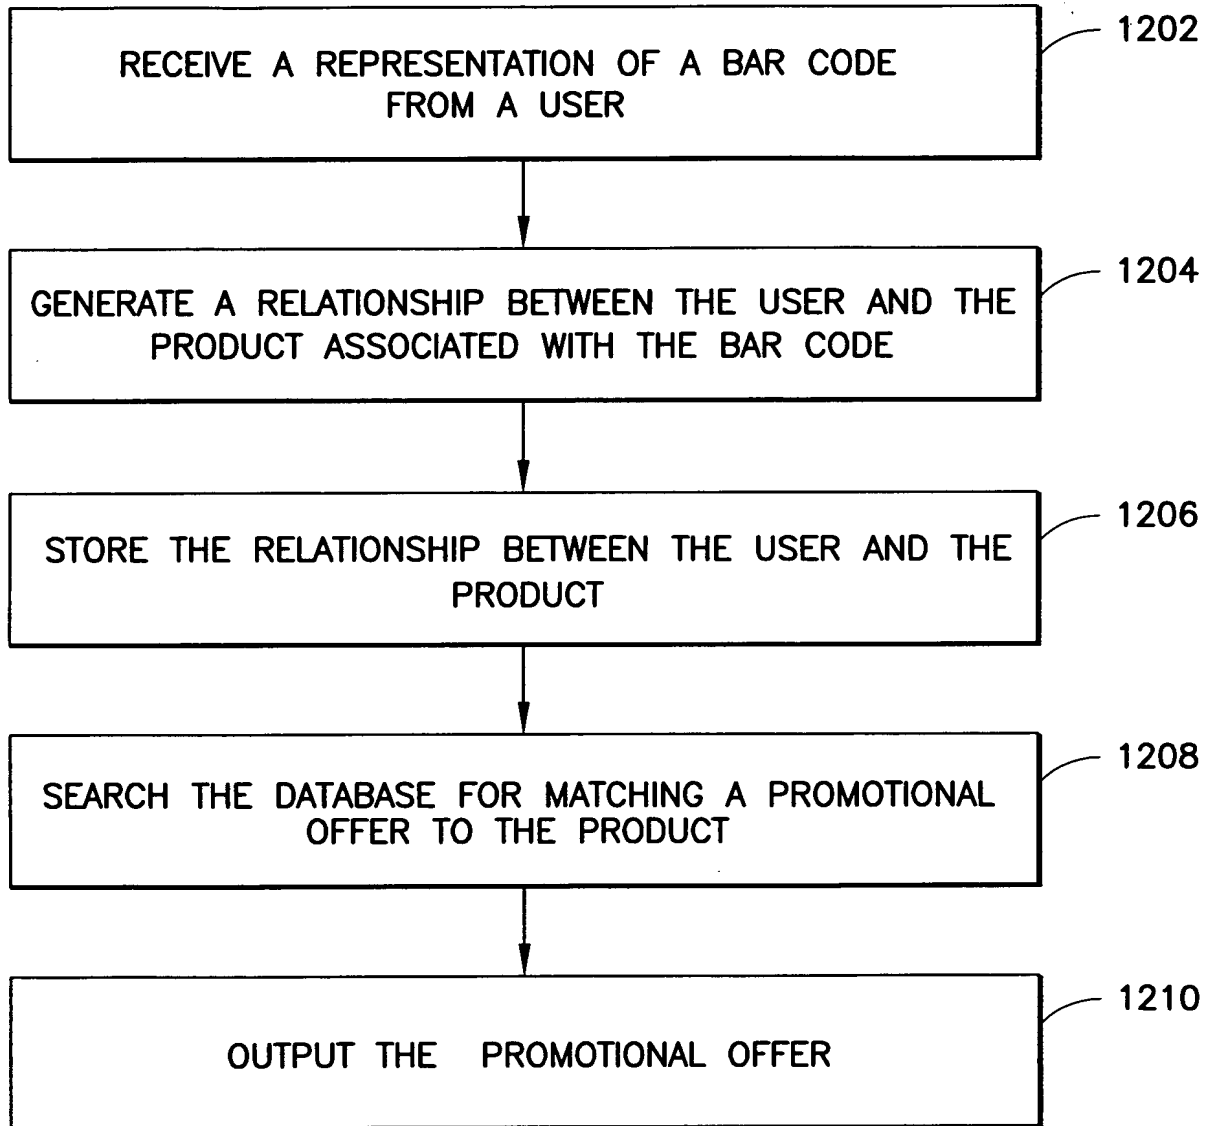 RECEIVE A REPRESENTATION OF A BAR CODE
FROM A USER
1202
GENERATE A RELATIONSHIP BETWEEN THE USER AND THE
PRODUCT ASSOCIATED WITH THE BAR CODE
1204
STORE THE RELATIONSHIP BETWEEN THE USER AND THE
PRODUCT
1206
SEARCH THE DATABASE FOR MATCHING A PROMOTIONAL
OFFER TO THE PRODUCT
1208
OUTPUT THE PROMOTIONAL OFFER
1210